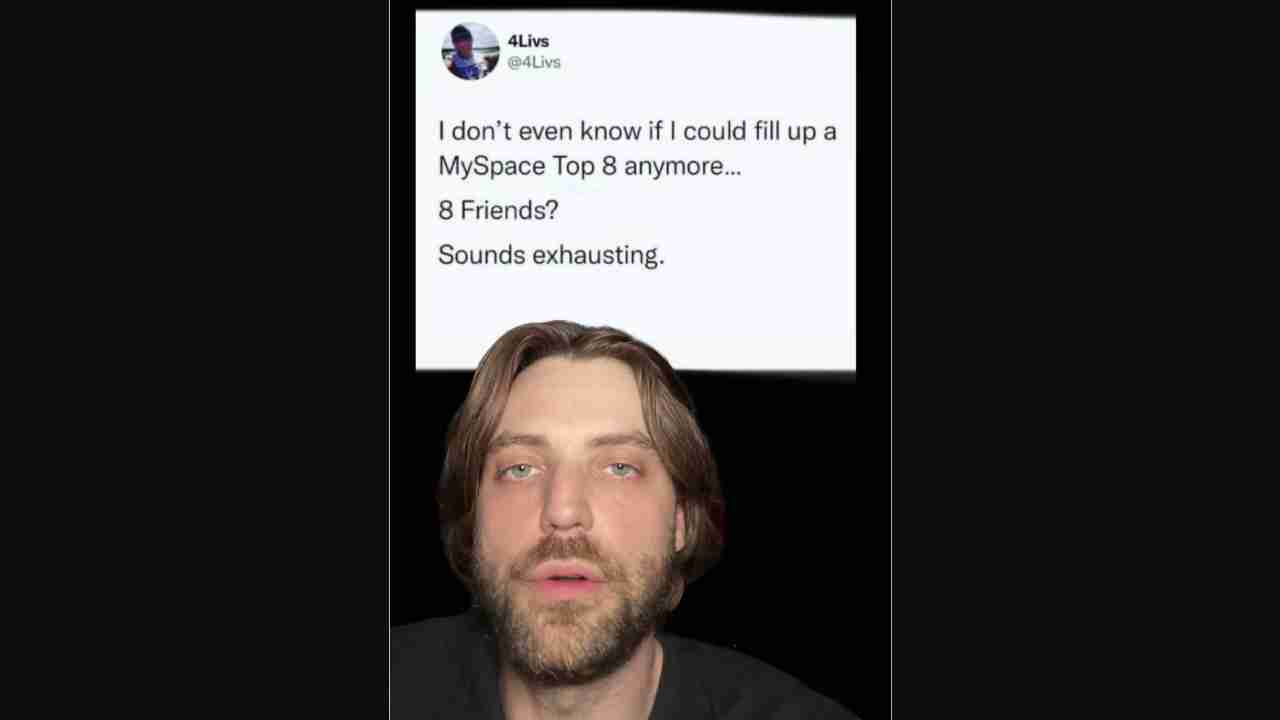 4Livs
@4Livs
I don't even know if I could fill up a
MySpace Top 8 anymore...
8 Friends?
Sounds exhausting.